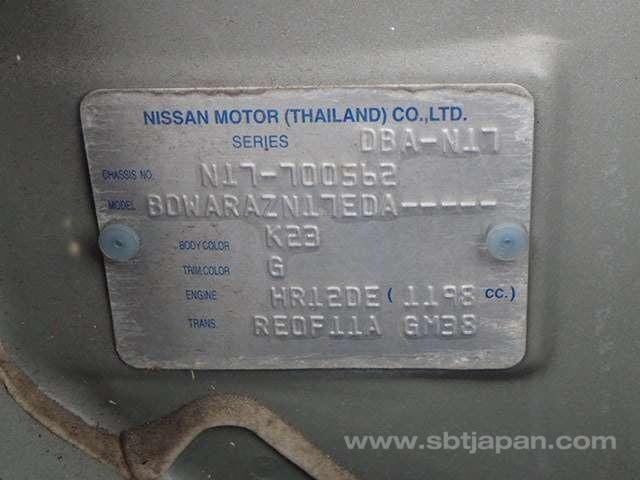 NISSAN MOTOR (THAILAND) CO.,LTD.
SERIES DBA-N17
CHASSIS NO. N17-700562
MODEL BDWARAZN17EDA-----
BODY COLOR K23
TRIM.COLOR G
ENGINE HR12DE ( 1198 cc. )
TRANS. RE0F11A GM38
www.sbtjapan.com